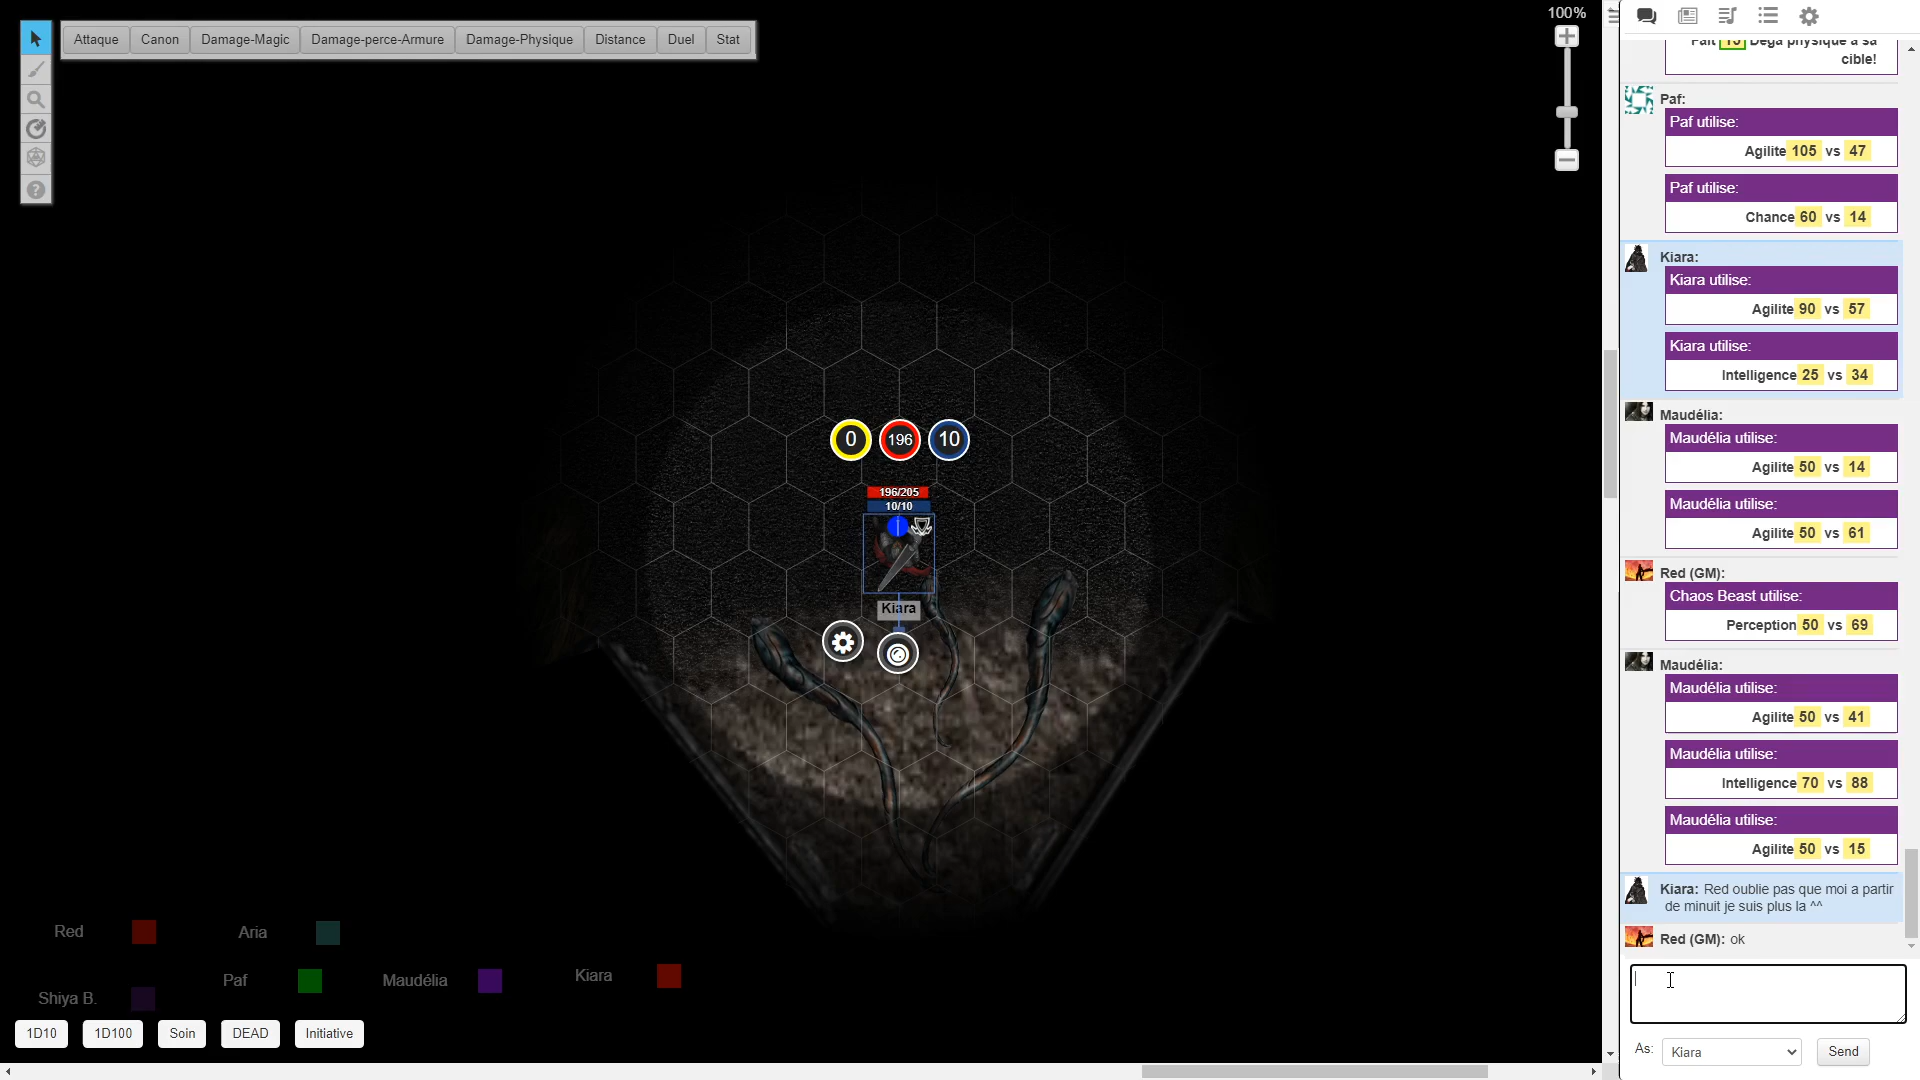 100%
Attaque Canon Damage-Magic Damage-perce-Armure Damage-Physique Distance Duel Stat
cible!
Paf:
Paf utilise:
Agilite 105 vs 47
Paf utilise:
Chance 60 vs 14
Kiara:
Kiara utilise:
Agilite 90 vs 57
Kiara utilise:
Intelligence 25 vs 34
Maudélia:
Maudélia utilise:
Agilite 50 vs 14
Maudélia utilise:
Agilite 50 vs 61
Red (GM):
Chaos Beast utilise:
Perception 50 vs 69
Maudélia:
Maudélia utilise:
Agilite 50 vs 41
Maudélia utilise:
Intelligence 70 vs 88
Maudélia utilise:
Agilite 50 vs 15
Kiara: Red oublie pas que moi a partir
de minuit je suis plus la ^^
Red (GM): ok
As: Kiara Send
0 196 10
196/205
10/10
Kiara
Red Aria
Paf Maudélia Kiara
Shiya B.
1D10 1D100 Soin DEAD Initiative